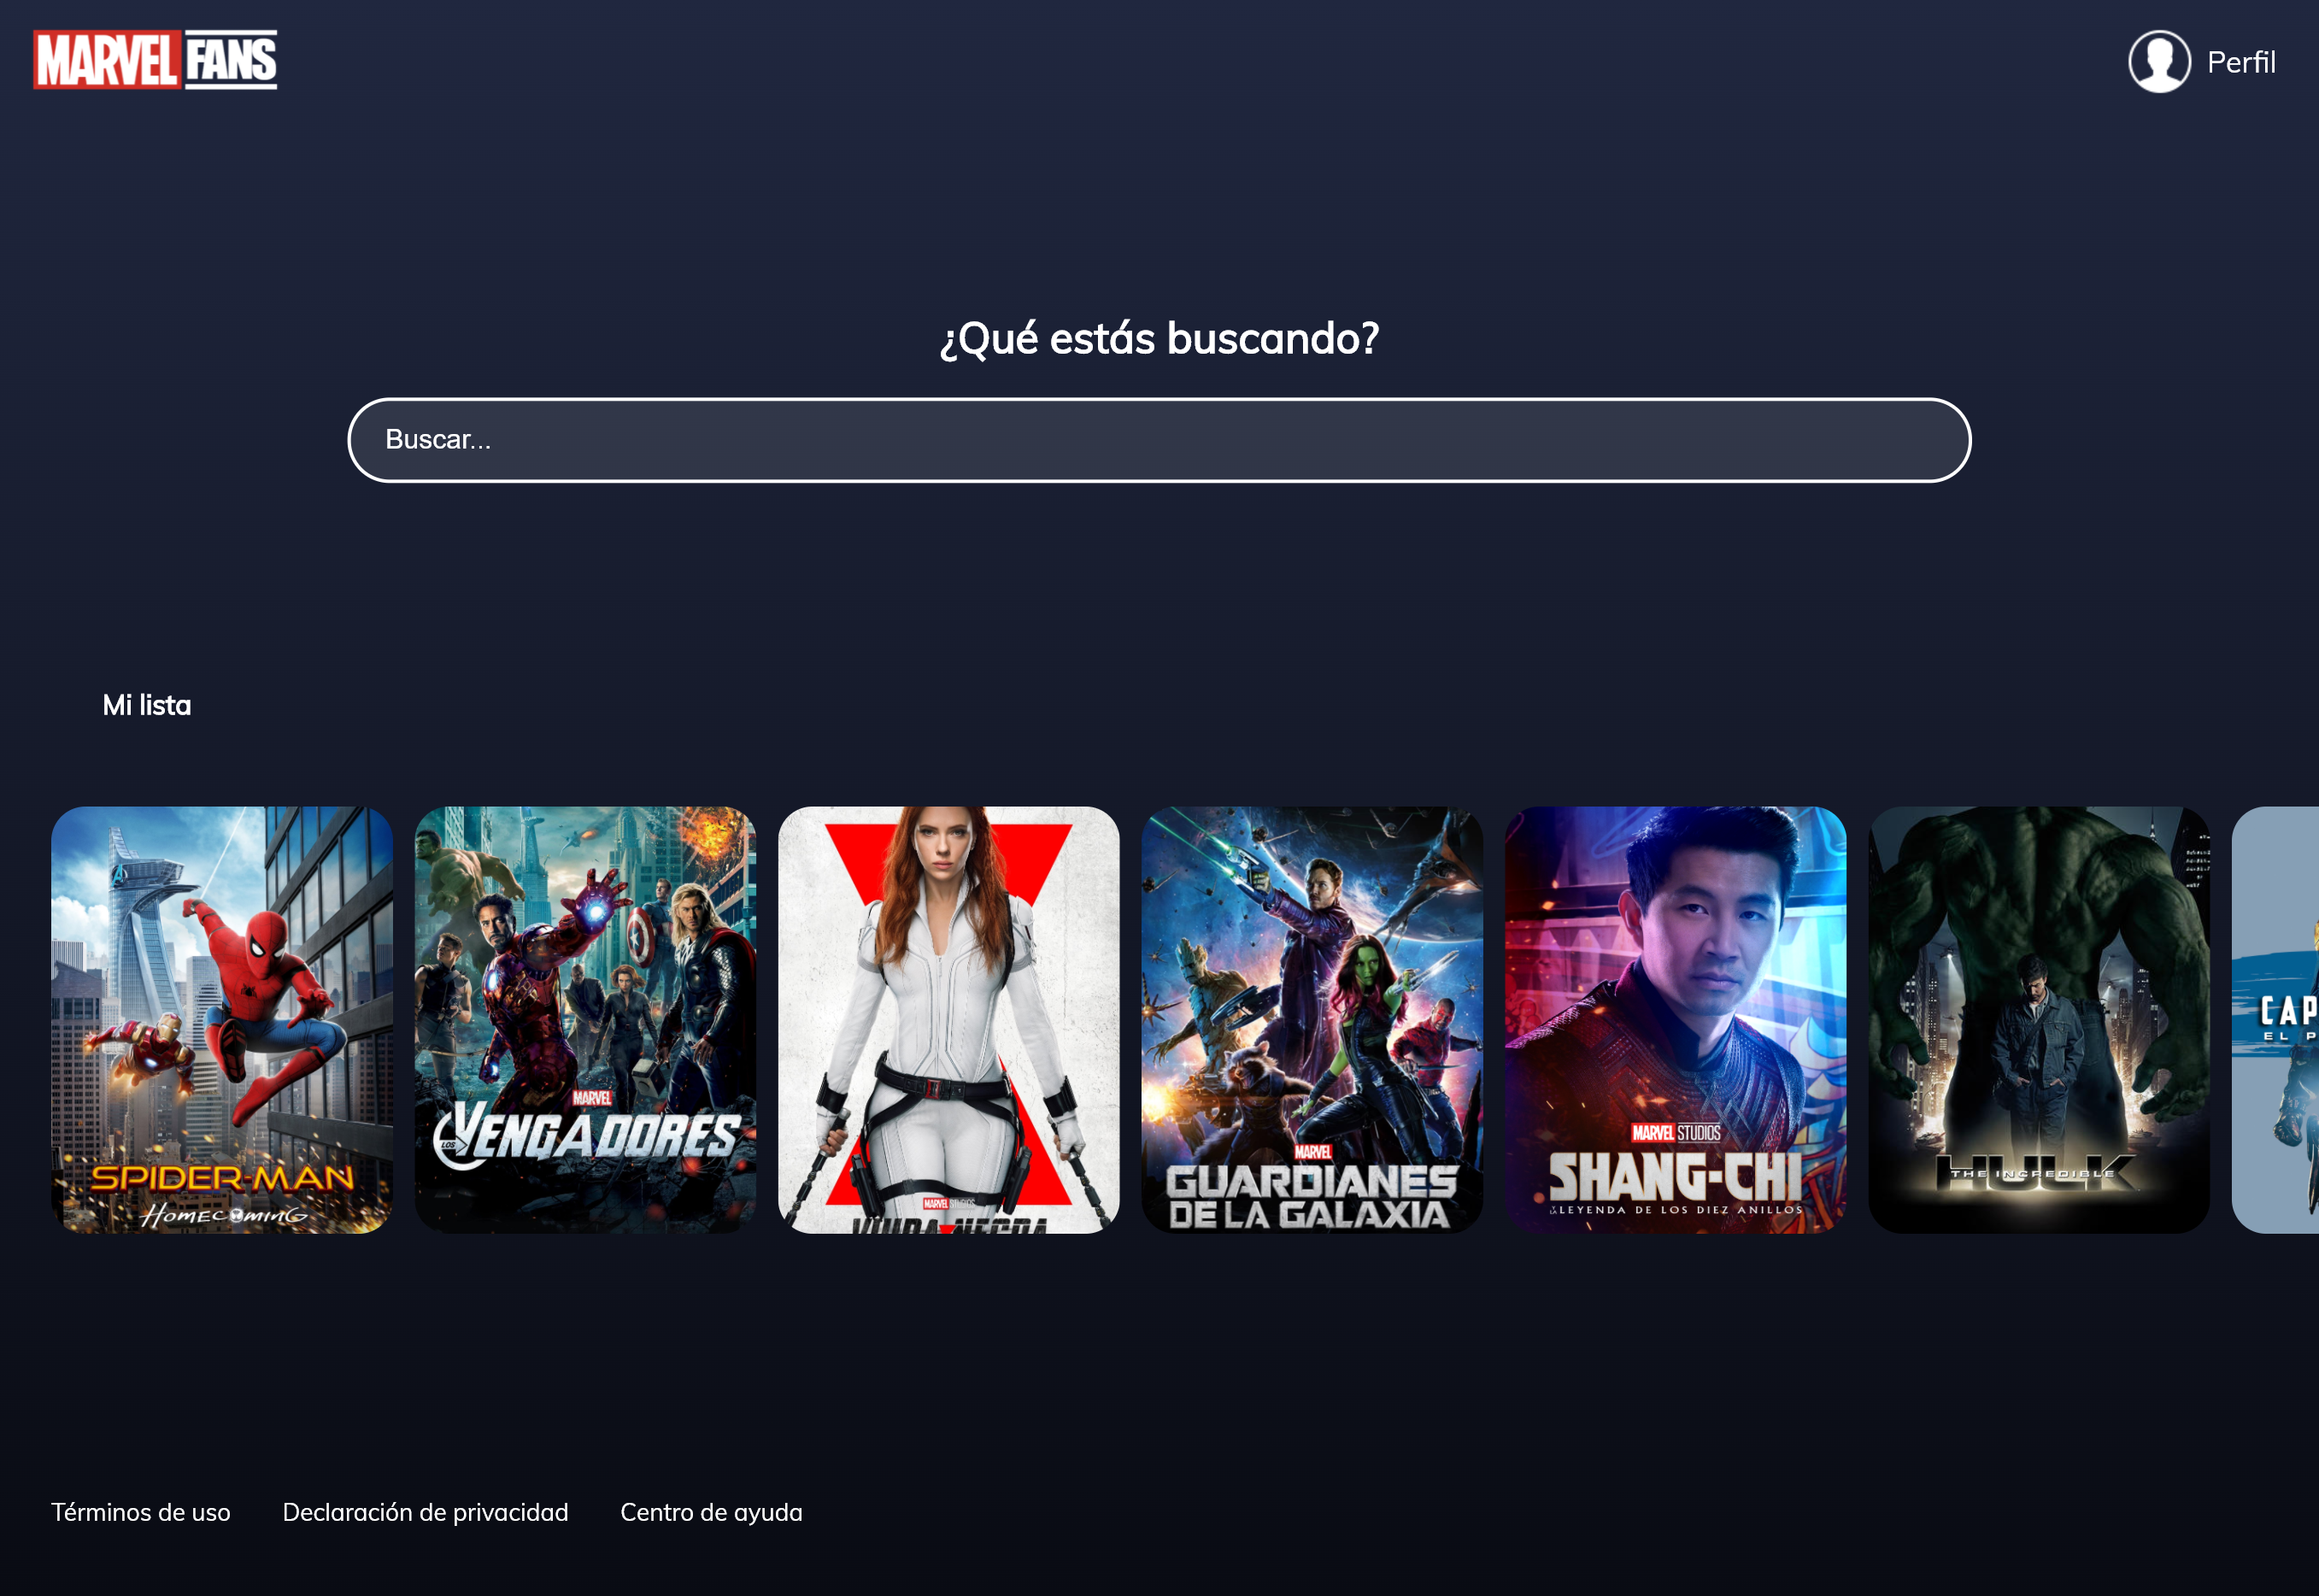 MARVEL FANS
Perfil
¿Qué estás buscando?
Buscar...
Mi lista
SPIDER-MAN
HOMECOMING
MARVEL
LOS VENGADORES
MARVEL STUDIOS
VIUDA NEGRA
MARVEL
GUARDIANES
DE LA GALAXIA
MARVEL STUDIOS
SHANG-CHI
LA LEYENDA DE LOS DIEZ ANILLOS
THE INCREDIBLE
HULK
CAP
EL P
Términos de uso
Declaración de privacidad
Centro de ayuda